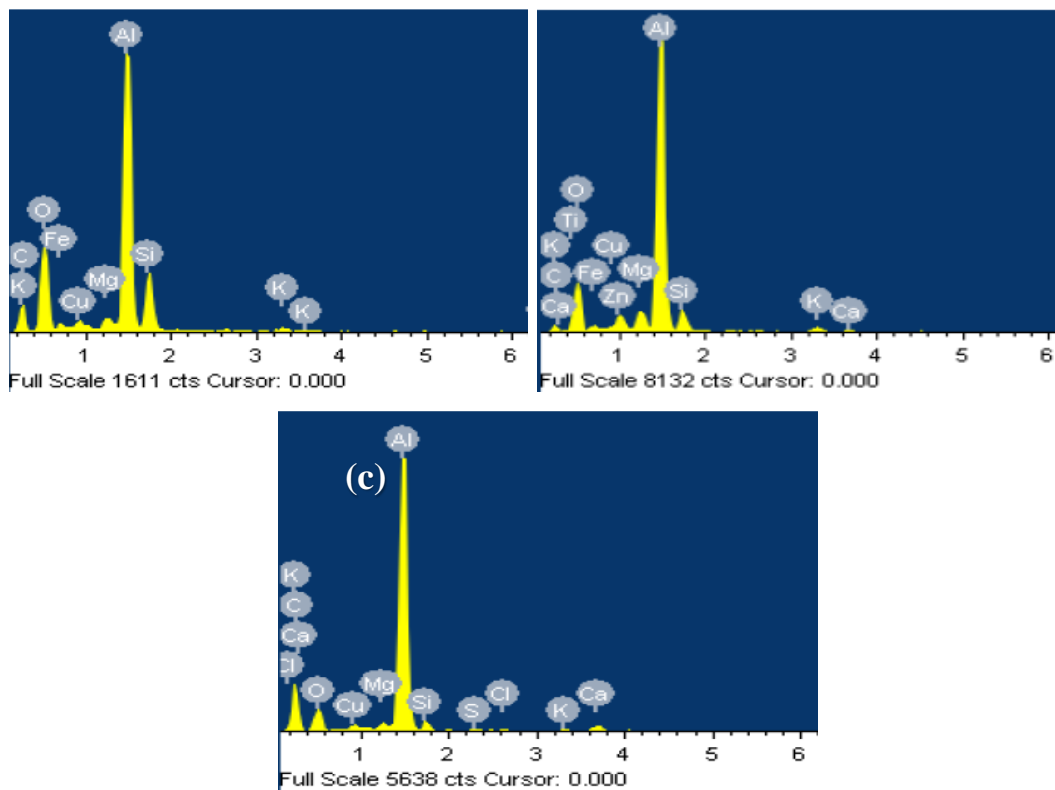 Al
O
Fe
C
Si
Mg
K
Cu
K
K
1 2 3 4 5 6
Full Scale 1611 cts Cursor: 0.000
Al
O
Ti
K
Cu
C
Fe
Mg
Ca
Zn
Si
K
Ca
1 2 3 4 5 6
Full Scale 8132 cts Cursor: 0.000
Al
(c)
K
C
Ca
Cl
O
Cu
Mg
Si
S
Cl
K
Ca
1 2 3 4 5 6
Full Scale 5638 cts Cursor: 0.000